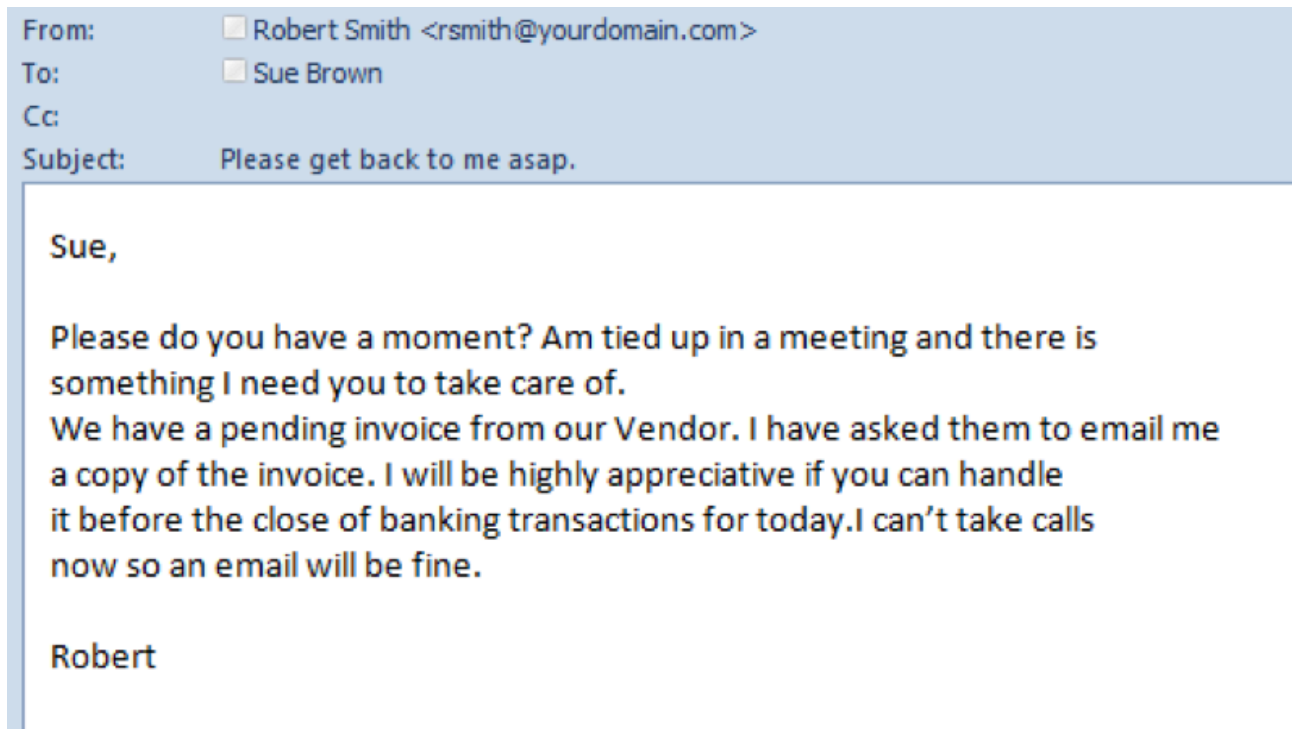 From: Robert Smith <rsmith@yourdomain.com>
To: Sue Brown
Cc:
Subject: Please get back to me asap.
Sue,
Please do you have a moment? Am tied up in a meeting and there is
something I need you to take care of.
We have a pending invoice from our Vendor. I have asked them to email me
a copy of the invoice. I will be highly appreciative if you can handle
it before the close of banking transactions for today.I can’t take calls
now so an email will be fine.
Robert